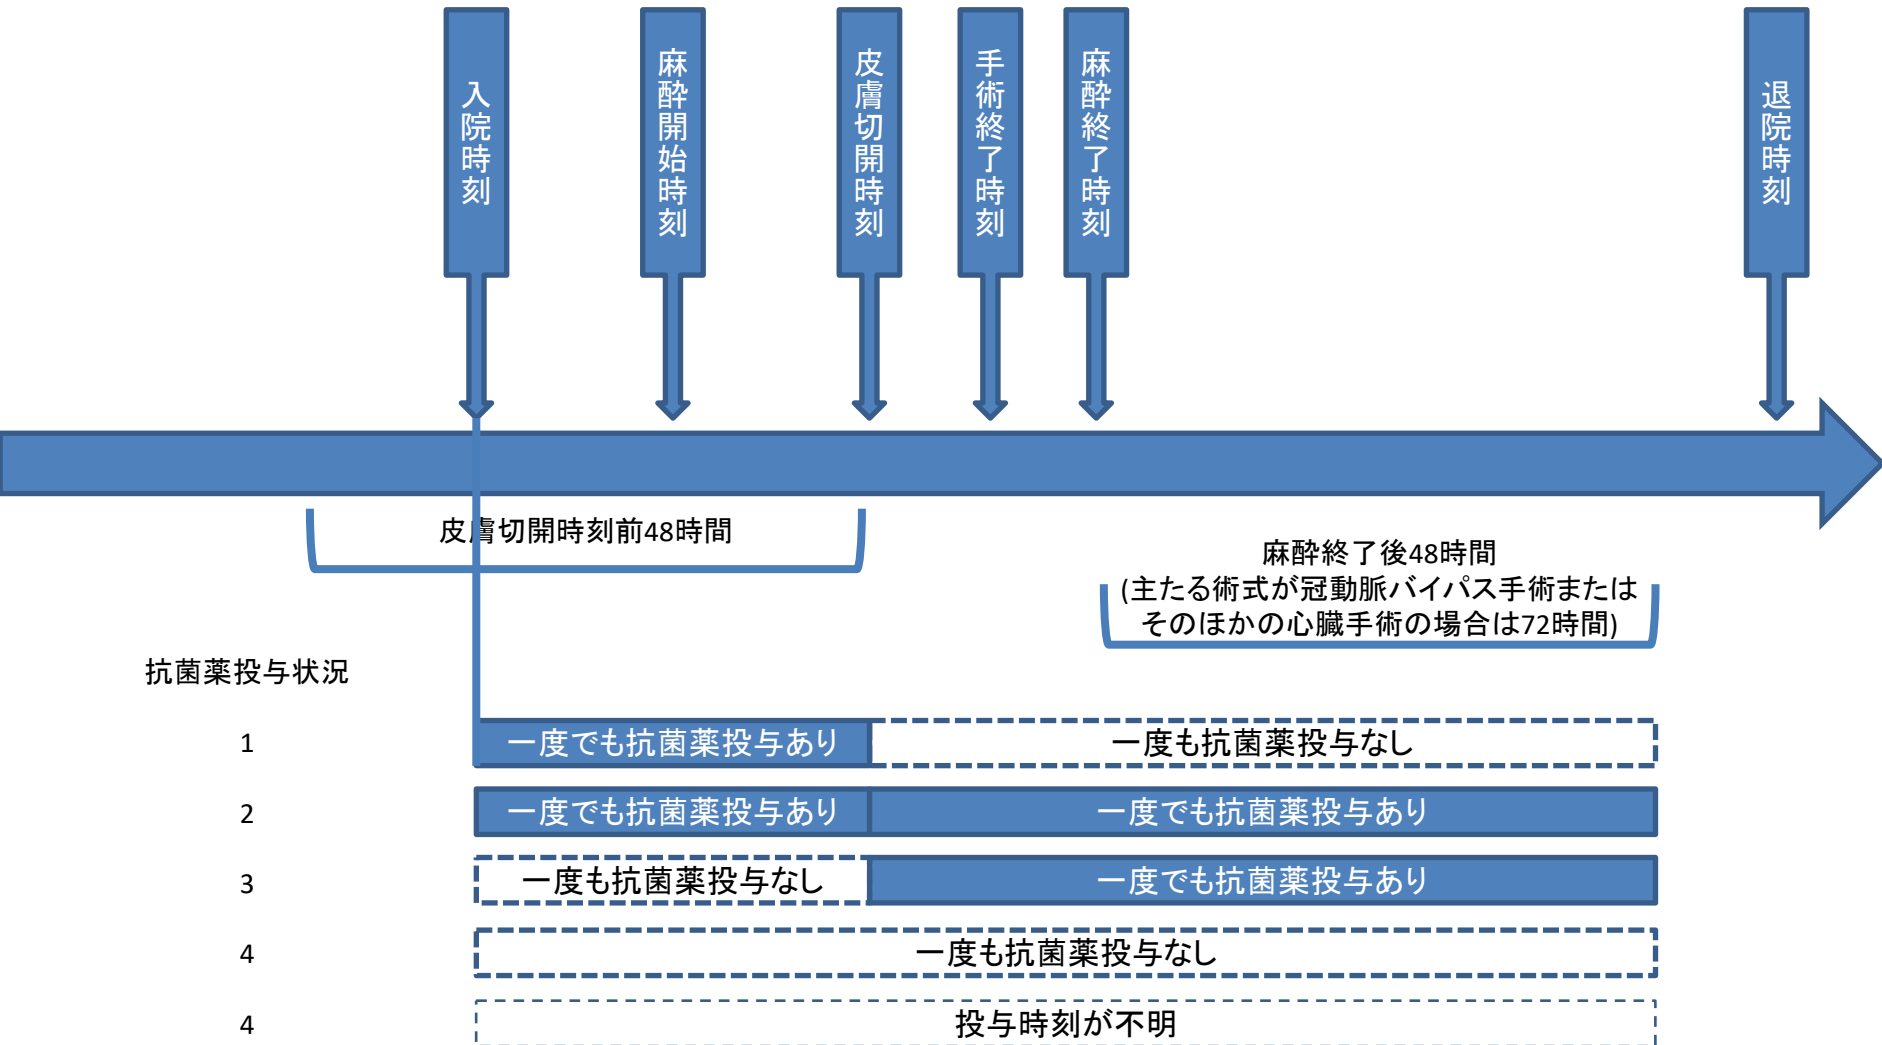 入院時刻
麻酔開始時刻
皮膚切開時刻
手術終了時刻
麻酔終了時刻
退院時刻
皮膚切開時刻前48時間
麻酔終了後48時間
(主たる術式が冠動脈バイパス手術または
そのほかの心臓手術の場合は72時間)
抗菌薬投与状況
1 一度でも抗菌薬投与あり 一度も抗菌薬投与なし
2 一度でも抗菌薬投与あり 一度でも抗菌薬投与あり
3 一度も抗菌薬投与なし 一度でも抗菌薬投与あり
4 一度も抗菌薬投与なし
4 投与時刻が不明